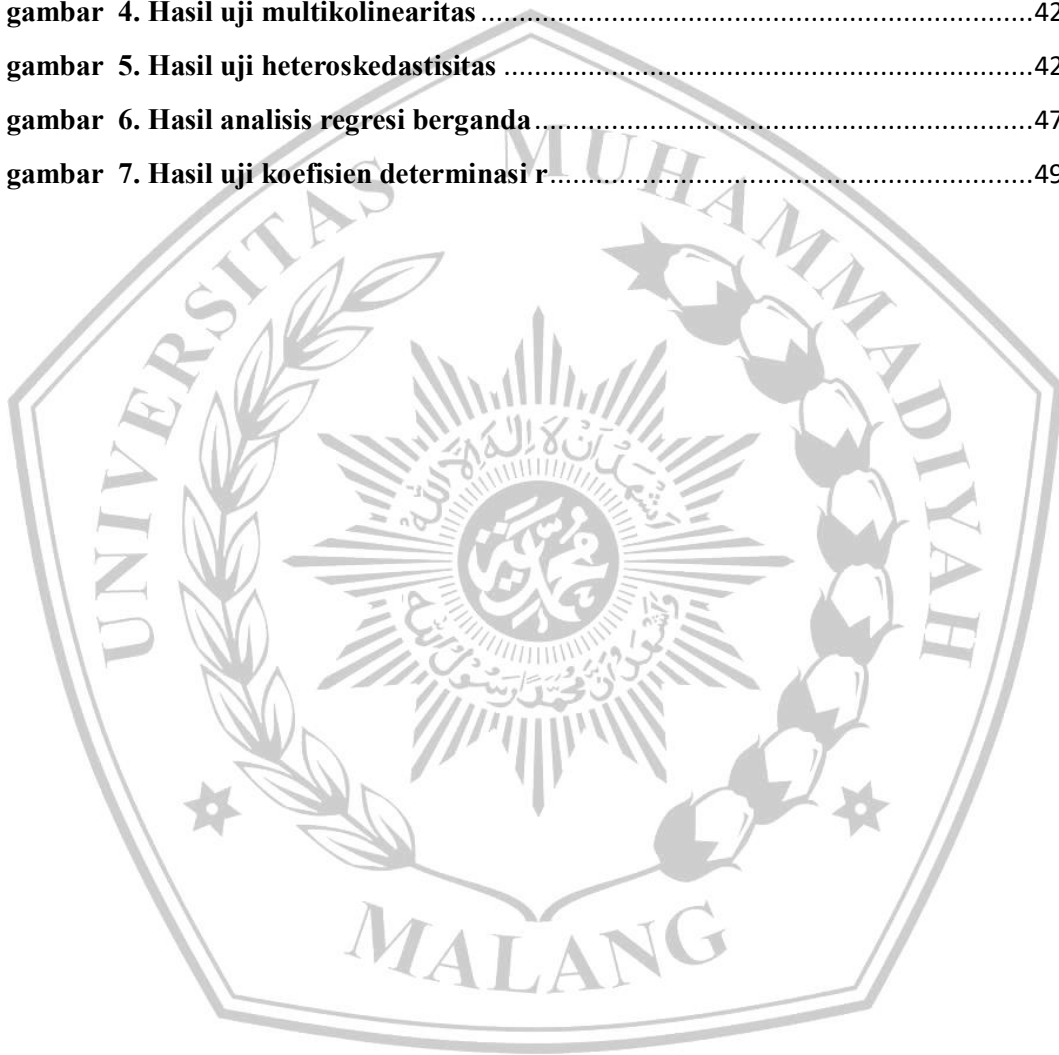 gambar  4. Hasil uji multikolinearitas ........................................................................42
gambar  5. Hasil uji heteroskedastisitas .....................................................................42
gambar  6. Hasil analisis regresi berganda .................................................................47
gambar  7. Hasil uji koefisien determinasi r ...............................................................49
UNIVERSITAS MUHAMMADIYAH
MALANG